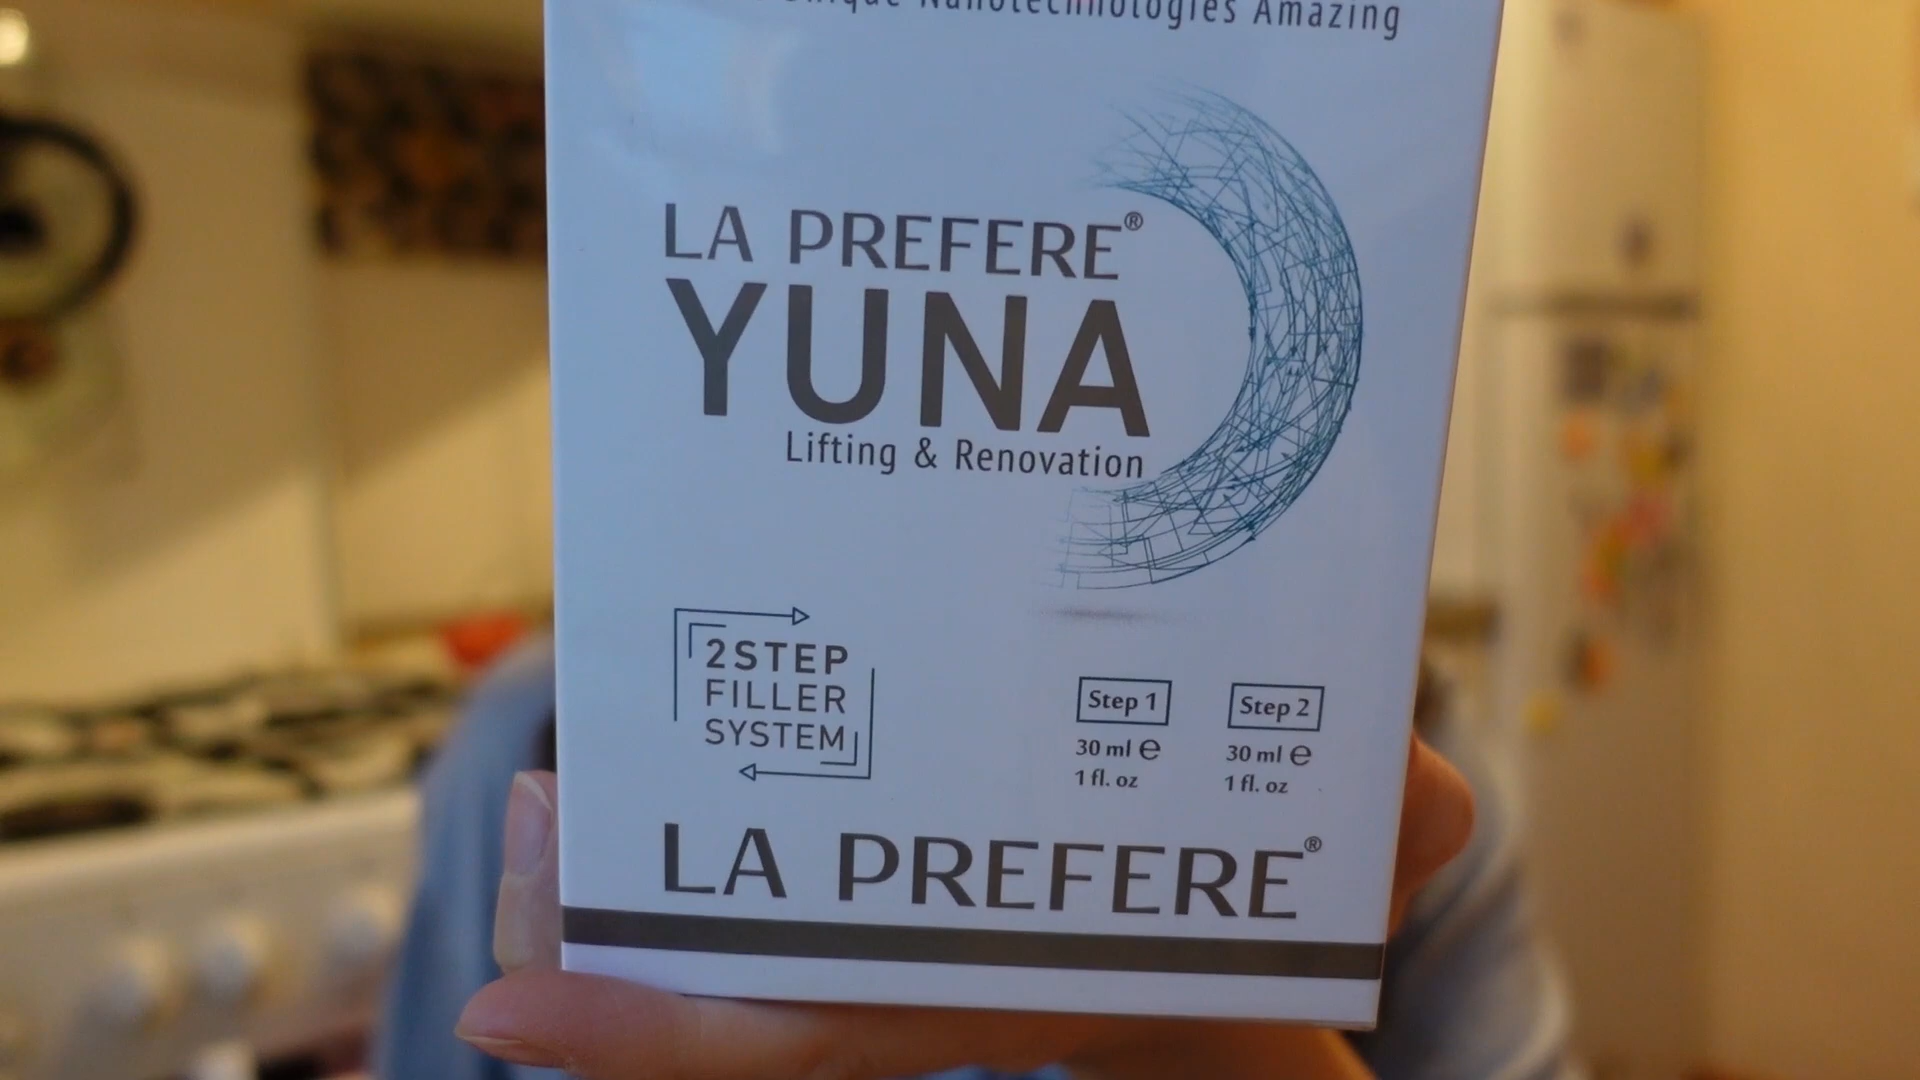 Nanotechnologies Amazing
LA PREFERE®
YUNA
Lifting & Renovation
2STEP
FILLER
SYSTEM
Step 1
30 ml ℮
1 fl. oz
Step 2
30 ml ℮
1 fl. oz
LA PREFERE®